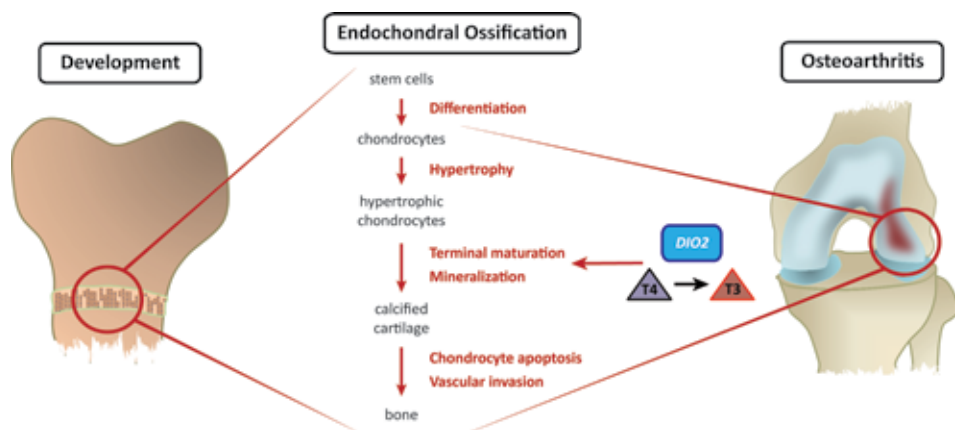 Endochondral Ossification
Development
Osteoarthritis
stem cells
Differentiation
chondrocytes
Hypertrophy
hypertrophic
chondrocytes
Terminal maturation
Mineralization
DIO2
T4
T3
calcified
cartilage
Chondrocyte apoptosis
Vascular invasion
bone